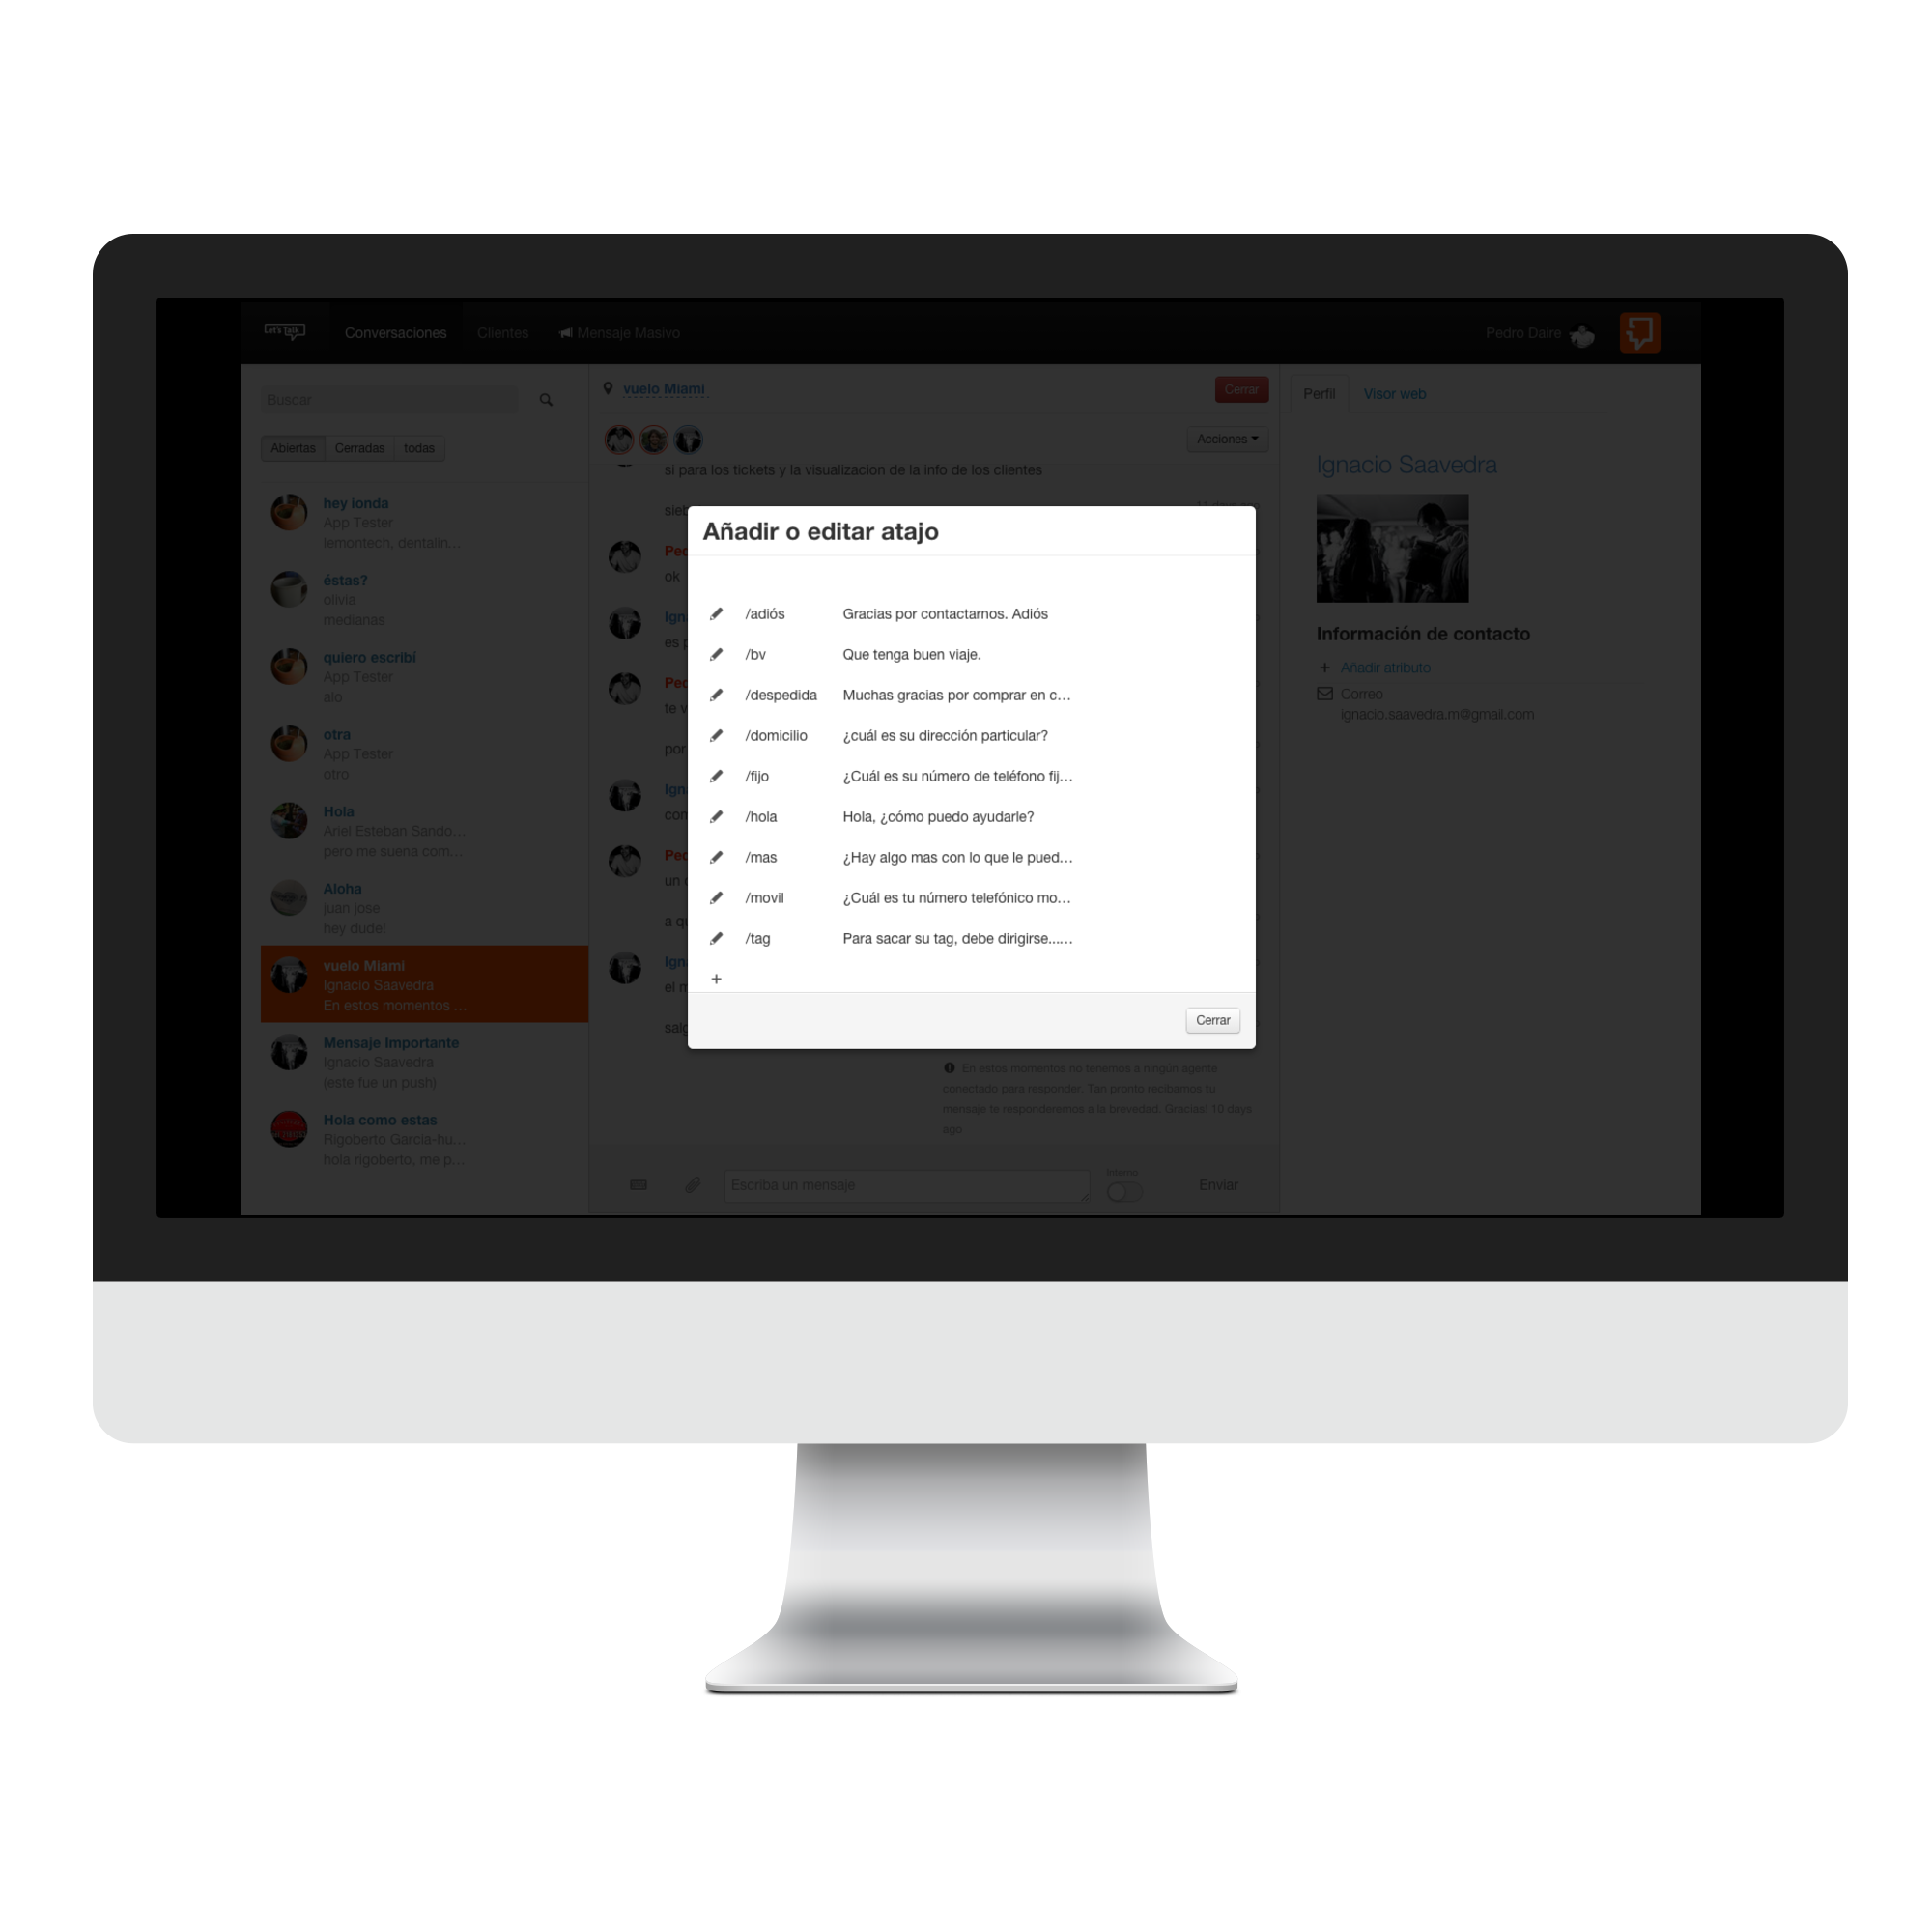 Let's Talk
Conversaciones
Clientes
Mensaje Masivo
Pedro Daire
Buscar
Abiertas
Cerradas
todas
hey ionda
App Tester
lemontech, dentalin...
éstas?
olivia
medianas
quiero escribí
App Tester
alo
otra
App Tester
otro
Hola
Ariel Esteban Sando...
pero me suena com...
Aloha
juan jose
hey dude!
vuelo Miami
Ignacio Saavedra
En estos momentos ...
Mensaje Importante
Ignacio Saavedra
(este fue un push)
Hola como estas
Rigoberto Garcia-hu...
hola rigoberto, me p...
vuelo Miami
Cerrar
Acciones
si para los tickets y la visualizacion de la info de los clientes
ok
Añadir o editar atajo
/adiós Gracias por contactarnos. Adiós
/bv Que tenga buen viaje.
/despedida Muchas gracias por comprar en c...
/domicilio ¿cuál es su dirección particular?
/fijo ¿Cuál es su número de teléfono fij...
/hola Hola, ¿cómo puedo ayudarle?
/mas ¿Hay algo mas con lo que le pued...
/movil ¿Cuál es tu número telefónico mo...
/tag Para sacar su tag, debe dirigirse......
+
Cerrar
En estos momentos no tenemos a ningún agente
conectado para responder. Tan pronto recibamos tu
mensaje te responderemos a la brevedad. Gracias! 10 days
ago
Escriba un mensaje
Interno
Enviar
Perfil
Visor web
Ignacio Saavedra
Información de contacto
+ Añadir atributo
Correo
ignacio.saavedra.m@gmail.com